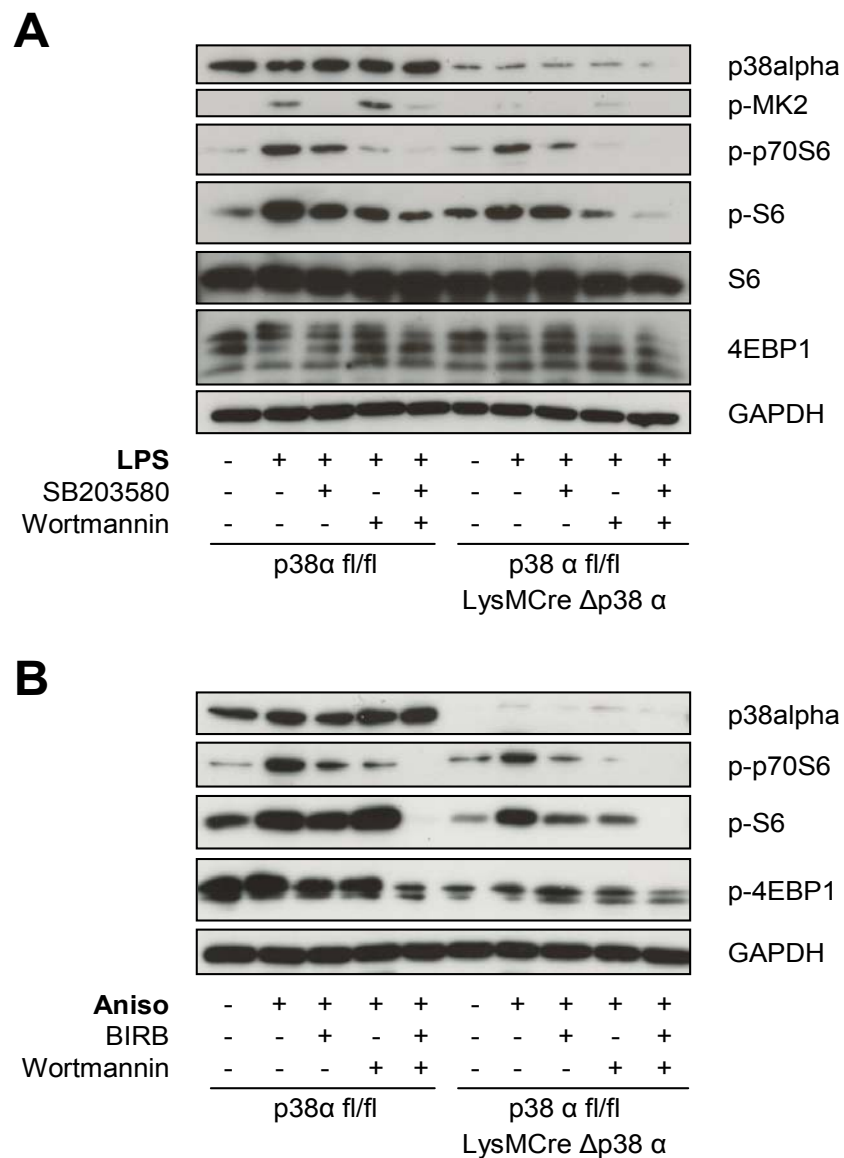 A
p38alpha
p-MK2
p-p70S6
p-S6
S6
4EBP1
GAPDH
LPS - + + + + - + + + +
SB203580 - - + - + - - + - +
Wortmannin - - - + + - - - + +
p38α fl/fl p38 α fl/fl
LysMCre Δp38 α
B
p38alpha
p-p70S6
p-S6
p-4EBP1
GAPDH
Aniso - + + + + - + + + +
BIRB - - + - + - - + - +
Wortmannin - - - + + - - - + +
p38α fl/fl p38 α fl/fl
LysMCre Δp38 α